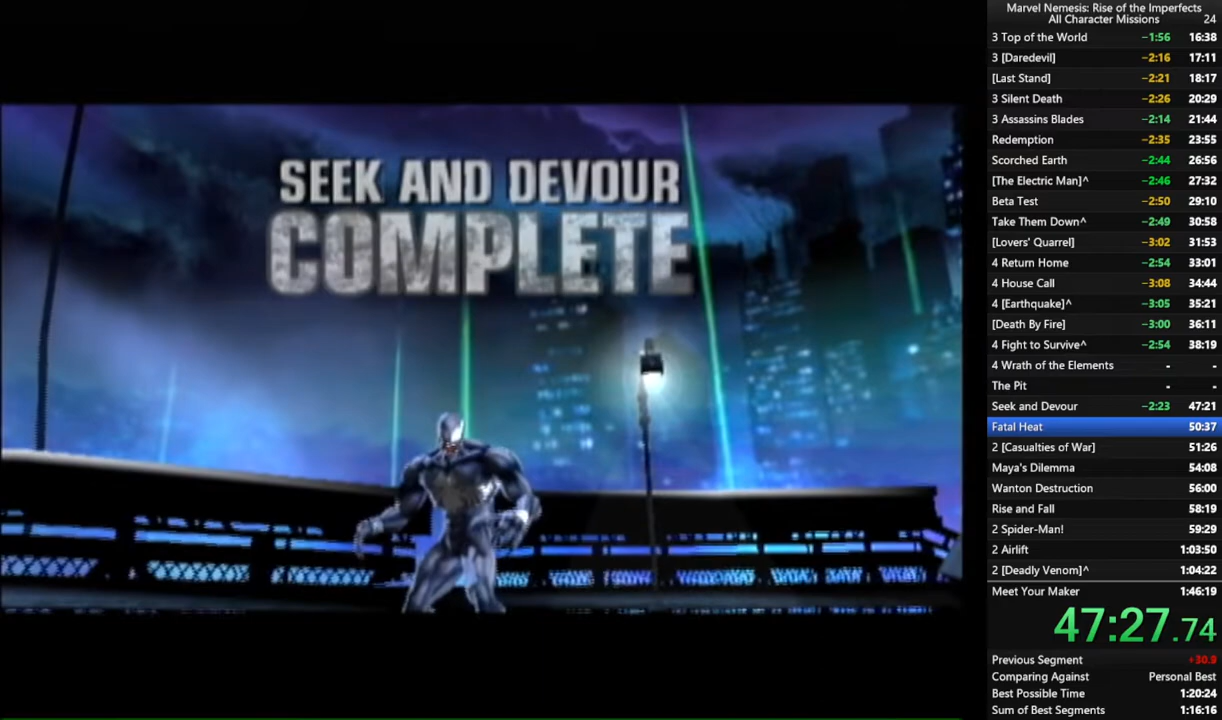 SEEK AND DEVOUR
COMPLETE
Marvel Nemesis: Rise of the Imperfects
All Character Missions 24
3 Top of the World −1:56 16:38
3 [Daredevil] −2:16 17:11
[Last Stand] −2:21 18:17
3 Silent Death −2:26 20:29
3 Assassins Blades −2:14 21:44
Redemption −2:35 23:55
Scorched Earth −2:44 26:56
[The Electric Man]^ −2:46 27:32
Beta Test −2:50 29:10
Take Them Down^ −2:49 30:58
[Lovers' Quarrel] −3:02 31:53
4 Return Home −2:54 33:01
4 House Call −3:08 34:44
4 [Earthquake]^ −3:05 35:21
[Death By Fire] −3:00 36:11
4 Fight to Survive^ −2:54 38:19
4 Wrath of the Elements - -
The Pit - -
Seek and Devour −2:23 47:21
Fatal Heat 50:37
2 [Casualties of War] 51:26
Maya's Dilemma 54:08
Wanton Destruction 56:00
Rise and Fall 58:19
2 Spider-Man! 59:29
2 Airlift 1:03:50
2 [Deadly Venom]^ 1:04:22
Meet Your Maker 1:46:19
47:27.74
Previous Segment +30.9
Comparing Against Personal Best
Best Possible Time 1:20:24
Sum of Best Segments 1:16:16